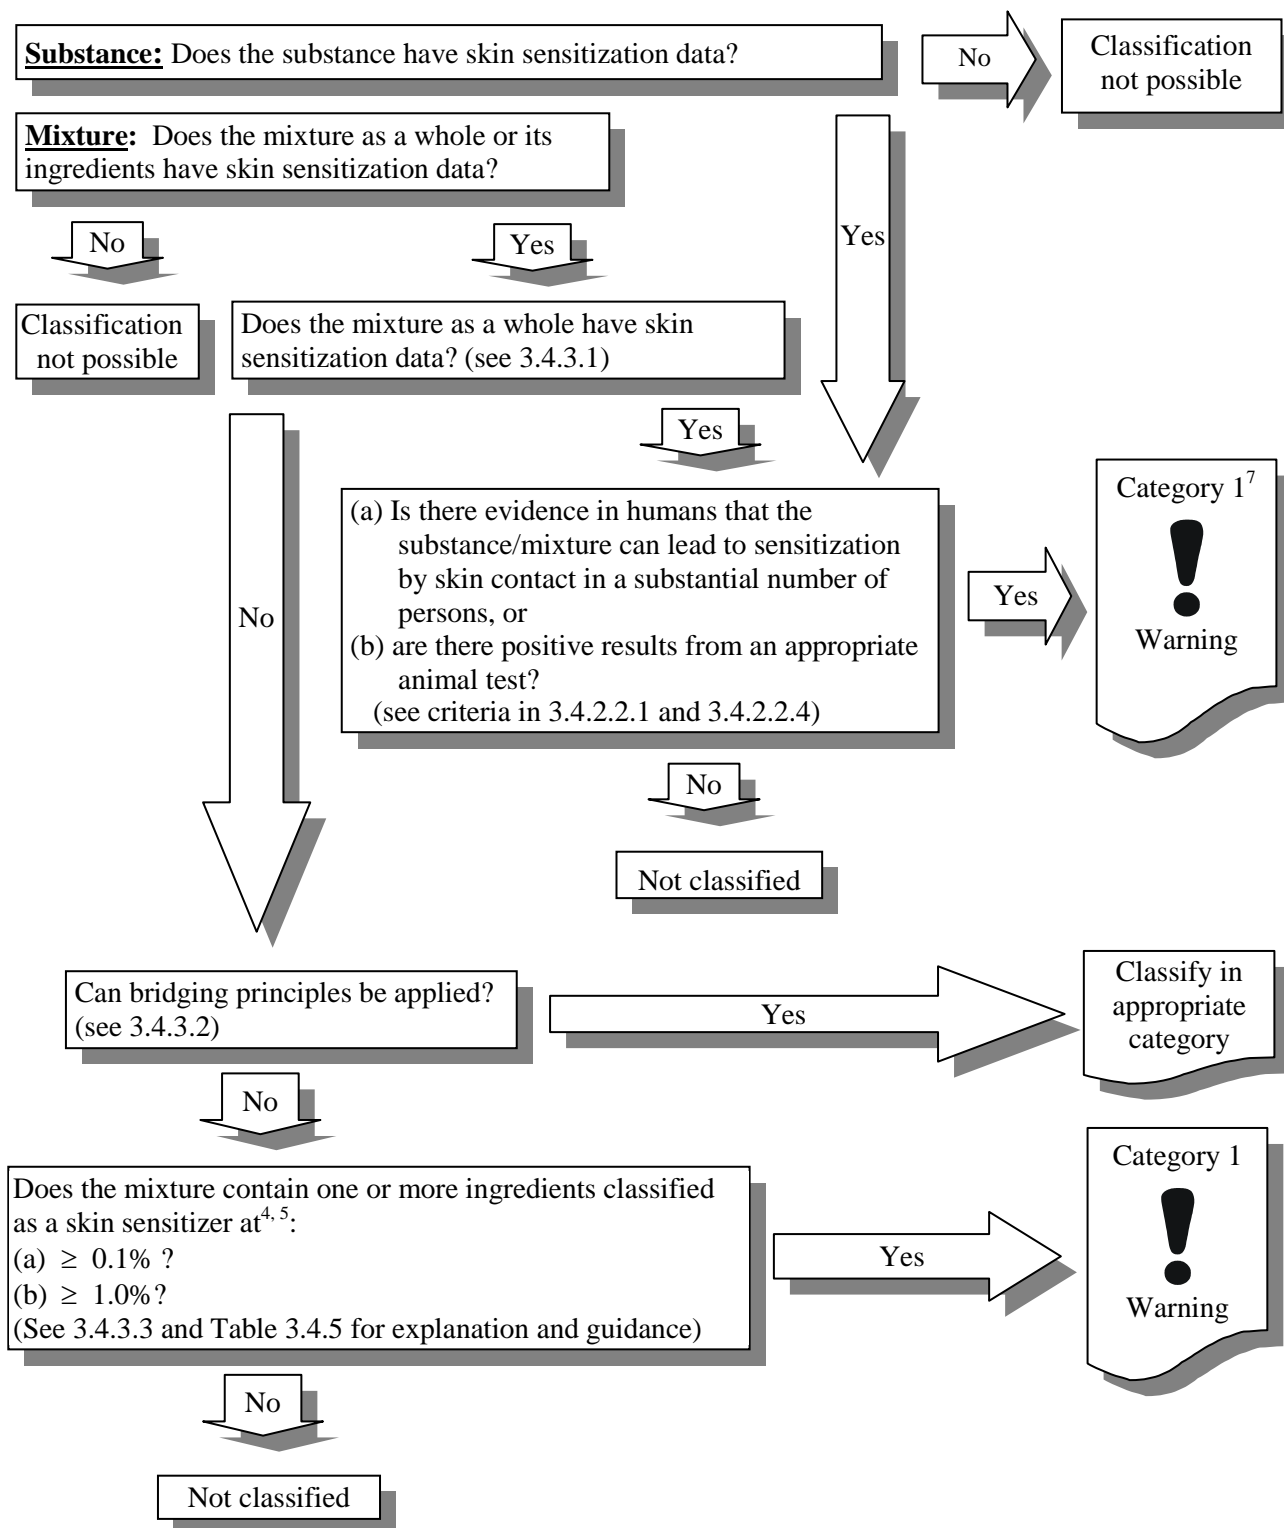 Substance: Does the substance have skin sensitization data?
No
Classification
not possible
Mixture: Does the mixture as a whole or its
ingredients have skin sensitization data?
No
Yes
Yes
Classification
not possible
Does the mixture as a whole have skin
sensitization data? (see 3.4.3.1)
Yes
No
(a) Is there evidence in humans that the
substance/mixture can lead to sensitization
by skin contact in a substantial number of
persons, or
(b) are there positive results from an appropriate
animal test?
(see criteria in 3.4.2.2.1 and 3.4.2.2.4)
Yes
Category 1⁷
!
Warning
No
Not classified
Can bridging principles be applied?
(see 3.4.3.2)
Yes
Classify in
appropriate
category
No
Does the mixture contain one or more ingredients classified
as a skin sensitizer at⁴, ⁵:
(a) ≥ 0.1% ?
(b) ≥ 1.0%?
(See 3.4.3.3 and Table 3.4.5 for explanation and guidance)
Yes
Category 1
!
Warning
No
Not classified